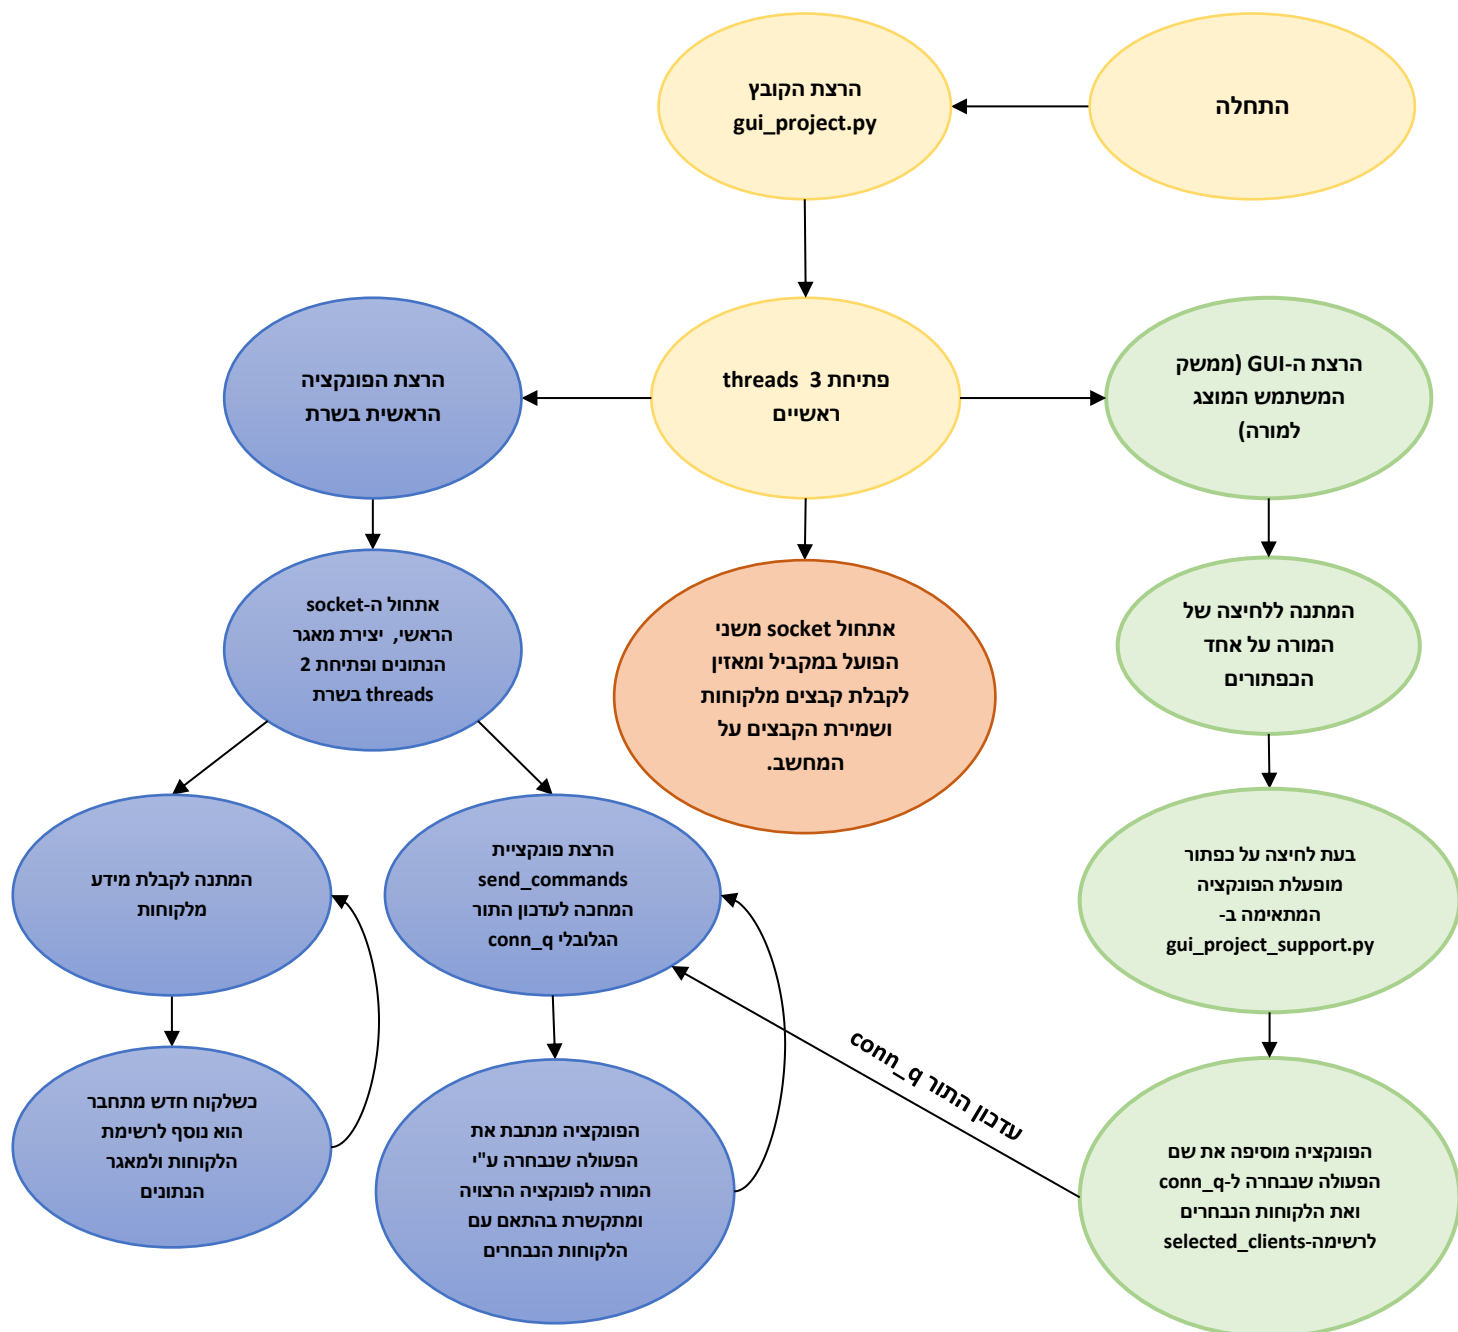 התחלה
הרצת הקובץ
gui_project.py
פתיחת 3 threads
ראשיים
הרצת ה-GUI (ממשק
המשתמש המוצג
למורה)
המתנה ללחיצה של
המורה על אחד
הכפתורים
בעת לחיצה על כפתור
מופעלת הפונקציה
המתאימה ב-
gui_project_support.py
הפונקציה מוסיפה את שם
הפעולה שנבחרה ל-conn_q
ואת הלקוחות הנבחרים
לרשימה-selected_clients
עדכון התור conn_q
אתחול socket משני
הפועל במקביל ומאזין
לקבלת קבצים מלקוחות
ושמירת הקבצים על
המחשב.
הרצת הפונקציה
הראשית בשרת
אתחול ה-socket
הראשי, יצירת מאגר
הנתונים ופתיחת 2
threads בשרת
הרצת פונקציית
send_commands
המחכה לעדכון התור
הגלובלי conn_q
הפונקציה מנתבת את
הפעולה שנבחרה ע"י
המורה לפונקציה הרצויה
ומתקשרת בהתאם עם
הלקוחות הנבחרים
המתנה לקבלת מידע
מלקוחות
כשלקוח חדש מתחבר
הוא נוסף לרשימת
הלקוחות ולמאגר
הנתונים